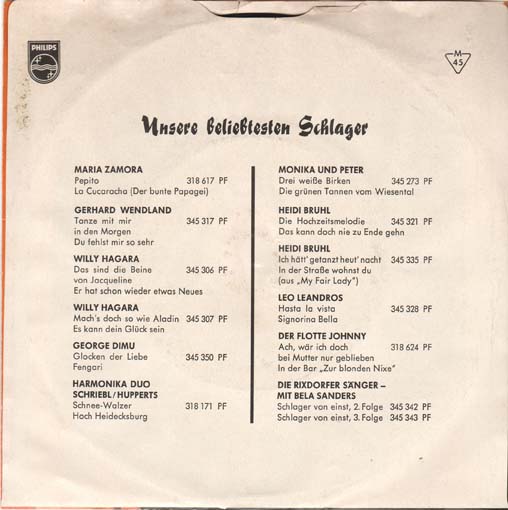 PHILIPS
M
45
Unsere beliebtesten Schlager
MARIA ZAMORA
Pepito 318 617 PF
La Cucaracha (Der bunte Papagei)
GERHARD WENDLAND
Tanze mit mir 345 317 PF
in den Morgen
Du fehlst mir so sehr
WILLY HAGARA
Das sind die Beine 345 306 PF
von Jacqueline
Er hat schon wieder etwas Neues
WILLY HAGARA
Mach's doch so wie Aladin 345 307 PF
Es kann dein Glück sein
GEORGE DIMU
Glocken der Liebe 345 350 PF
Fengari
HARMONIKA DUO
SCHRIEBL/HUPPERTS
Schnee-Walzer 318 171 PF
Hoch Heidecksburg
MONIKA UND PETER
Drei weiße Birken 345 273 PF
Die grünen Tannen vom Wiesental
HEIDI BRUHL
Die Hochzeitsmelodie 345 321 PF
Das kann doch nie zu Ende gehn
HEIDI BRUHL
Ich hätt' getanzt heut' nacht 345 335 PF
In der Straße wohnst du
(aus „My Fair Lady")
LEO LEANDROS
Hasta la vista 345 328 PF
Signorina Bella
DER FLOTTE JOHNNY
Ach, wär ich doch 318 624 PF
bei Mutter nur geblieben
In der Bar „Zur blonden Nixe"
DIE RIXDORFER SÄNGER –
MIT BELA SANDERS
Schlager von einst, 2. Folge 345 342 PF
Schlager von einst, 3. Folge 345 343 PF